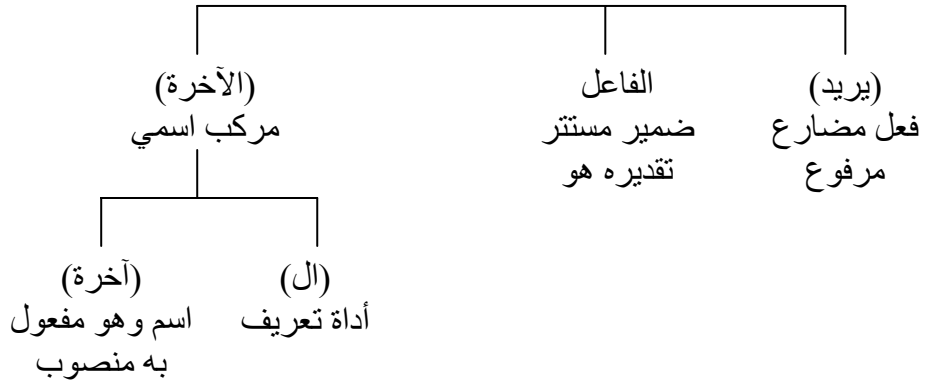 (يريد)
فعل مضارع
مرفوع
الفاعل
ضمير مستتر
تقديره هو
(الآخرة)
مركب اسمي
(ال)
أداة تعريف
(آخرة)
اسم وهو مفعول
به منصوب